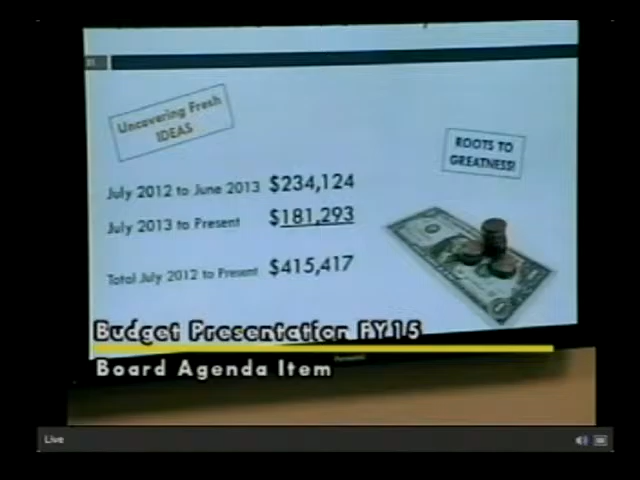 Uncovering Fresh
IDEAS
ROOTS TO
GREATNESS!
July 2012 to June 2013 $234,124
July 2013 to Present $181,293
Total July 2012 to Present $415,417
Budget Presentation FY15
Board Agenda Item
Live